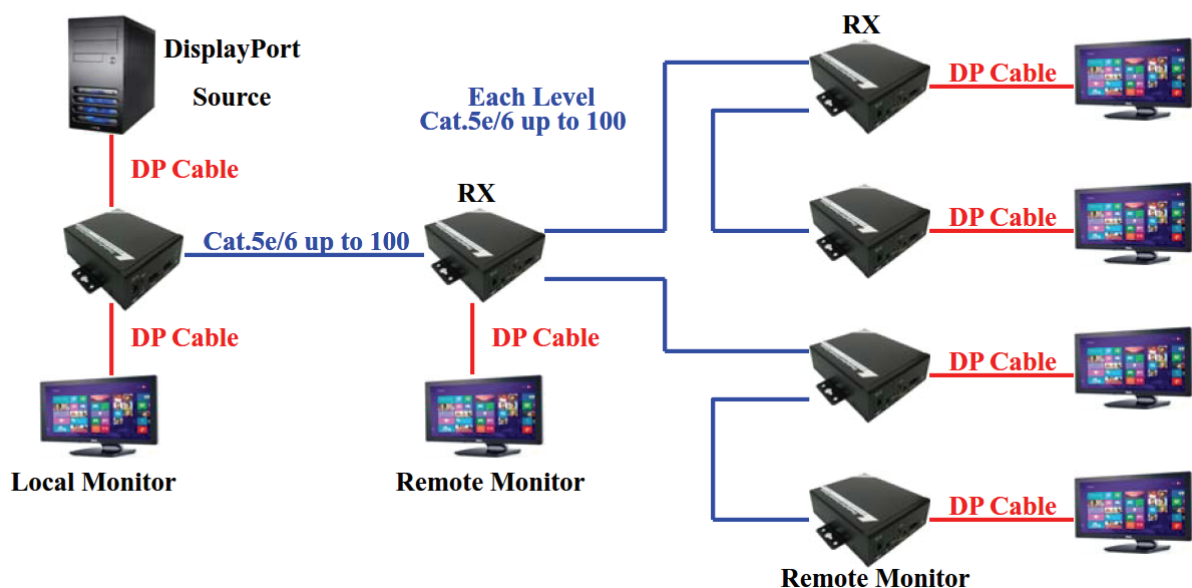 DisplayPort
Source
DP Cable
Cat.5e/6 up to 100
DP Cable
Local Monitor
RX
DP Cable
Remote Monitor
Each Level
Cat.5e/6 up to 100
RX
DP Cable
DP Cable
DP Cable
DP Cable
Remote Monitor